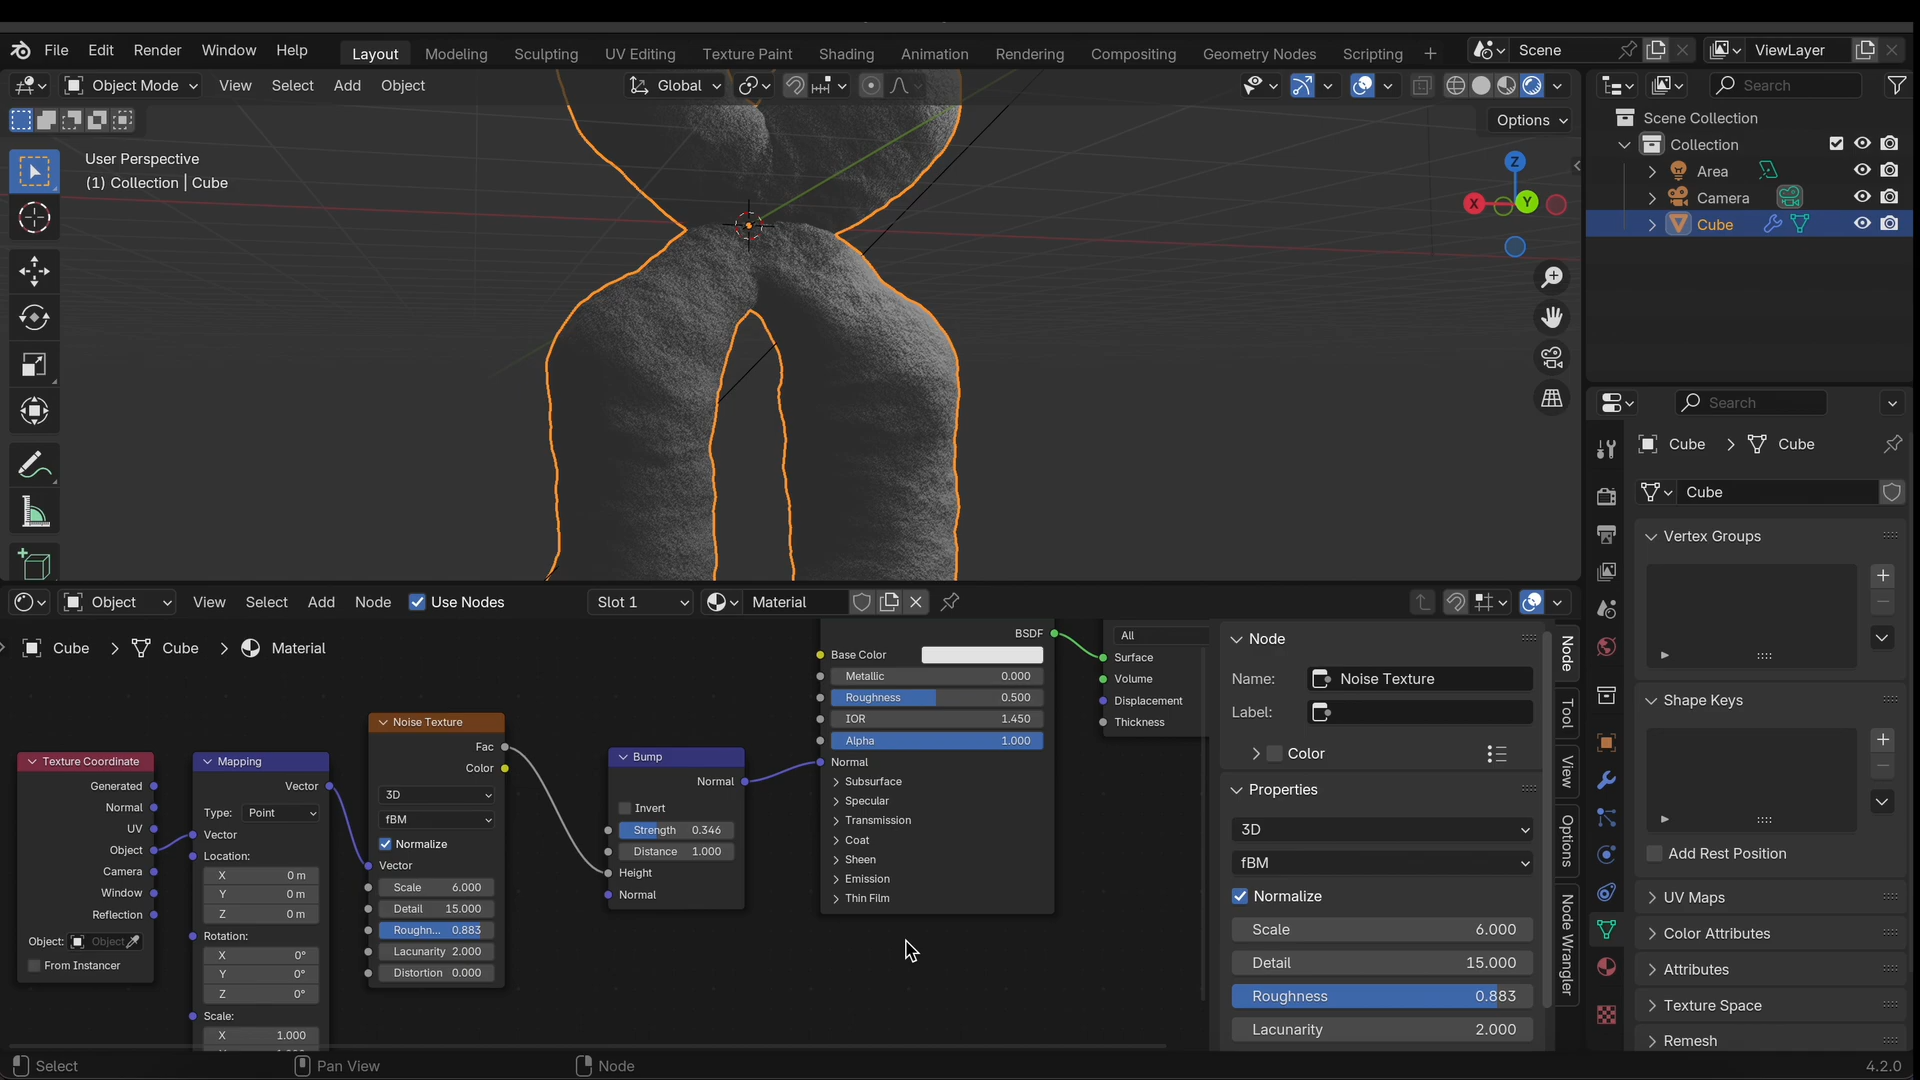 File Edit Render Window Help Layout Modeling Sculpting UV Editing Texture Paint Shading Animation Rendering Compositing Geometry Nodes Scripting + Scene ViewLayer
Object Mode View Select Add Object Global Search
Options
Scene Collection
Collection
Area
Camera
Cube
User Perspective
(1) Collection | Cube
Z
X
Y
Search
Cube > Cube
Cube
Vertex Groups
Shape Keys
Add Rest Position
UV Maps
Color Attributes
Attributes
Texture Space
Remesh
Object View Select Add Node Use Nodes Slot 1 Material
Cube > Cube > Material
Texture Coordinate
Generated
Normal
UV
Object
Camera
Window
Reflection
Object: Object
From Instancer
Mapping
Vector
Type: Point
Vector
Location:
X 0 m
Y 0 m
Z 0 m
Rotation:
X 0°
Y 0°
Z 0°
Scale:
X 1.000
Noise Texture
Fac
Color
3D
fBM
Normalize
Vector
Scale 6.000
Detail 15.000
Roughn... 0.883
Lacunarity 2.000
Distortion 0.000
Bump
Normal
Invert
Strength 0.346
Distance 1.000
Height
Normal
BSDF
Base Color
Metallic 0.000
Roughness 0.500
IOR 1.450
Alpha 1.000
Normal
Subsurface
Specular
Transmission
Coat
Sheen
Emission
Thin Film
All
Surface
Volume
Displacement
Thickness
Node
Name: Noise Texture
Label:
Color
Properties
3D
fBM
Normalize
Scale 6.000
Detail 15.000
Roughness 0.883
Lacunarity 2.000
Node
Tool
View
Options
Node Wrangler
Select Pan View Node 4.2.0